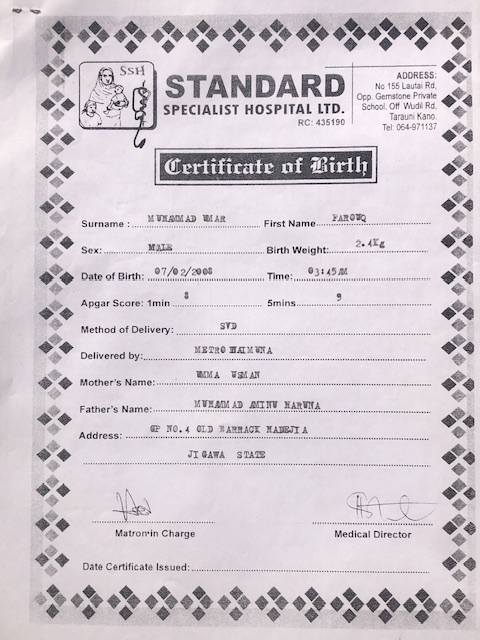 SSH
STANDARD
SPECIALIST HOSPITAL LTD.
RC: 435190
ADDRESS:
No 155 Lautai Rd,
Opp. Gemstone Private
School. Off Wudil Rd,
Tarauni Kano.
Tel: 064-971137
Certificate of Birth
Surname : MUHAMMAD UMAR First Name FAROUQ
Sex: MALE Birth Weight: 2.4Kg
Date of Birth: 07/02/2008 Time: 03:45AM
Apgar Score: 1min 8 5mins 9
Method of Delivery: SVD
Delivered by: METRO NAIMUNA
Mother's Name: UMMA USMAN
Father's Name: MUHAMMAD AMINU HARUNA
Address: GP NO.4 OLD BARRACK HADEJIA
JIGAWA STATE
Matron in Charge Medical Director
Date Certificate Issued: